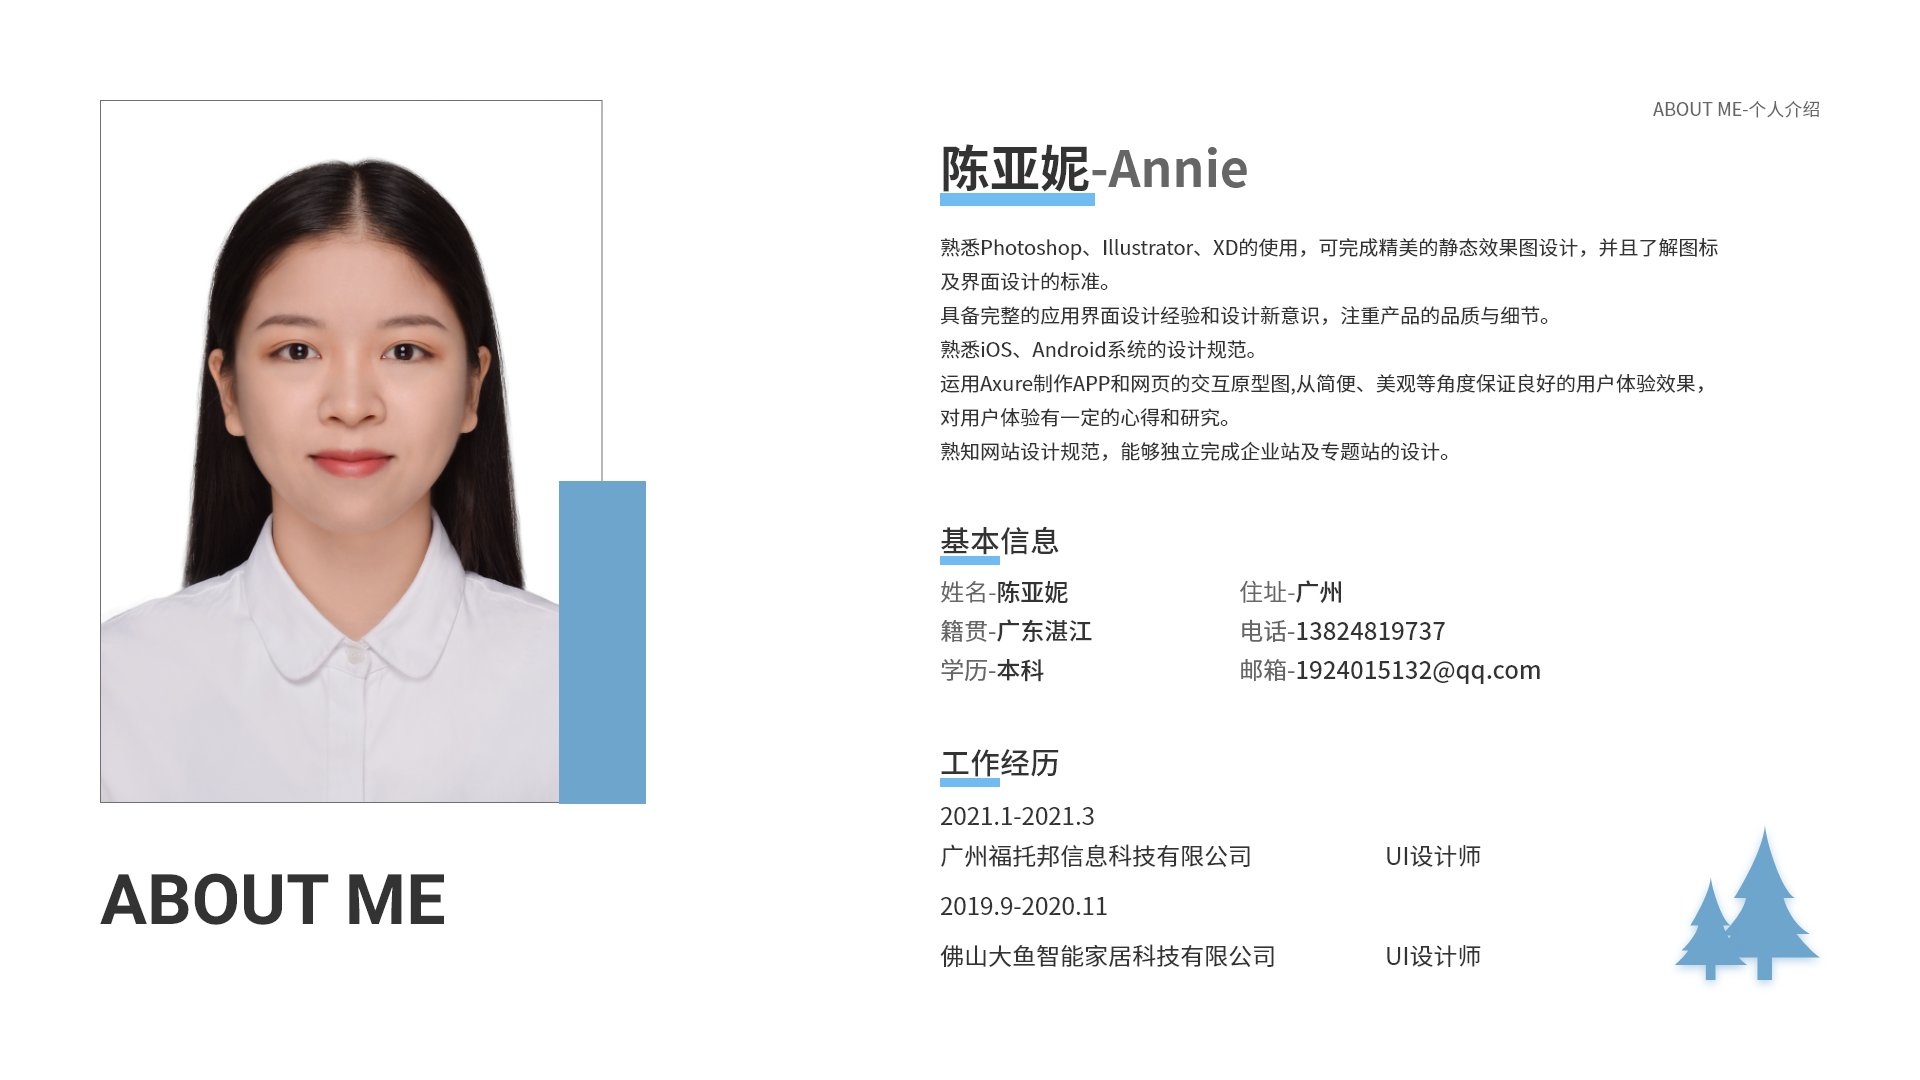 ABOUT ME-个人介绍
陈亚妮-Annie
熟悉Photoshop、Illustrator、XD的使用，可完成精美的静态效果图设计，并且了解图标
及界面设计的标准。
具备完整的应用界面设计经验和设计新意识，注重产品的品质与细节。
熟悉iOS、Android系统的设计规范。
运用Axure制作APP和网页的交互原型图,从简便、美观等角度保证良好的用户体验效果，
对用户体验有一定的心得和研究。
熟知网站设计规范，能够独立完成企业站及专题站的设计。
基本信息
姓名-陈亚妮 住址-广州
籍贯-广东湛江 电话-13824819737
学历-本科 邮箱-1924015132@qq.com
工作经历
2021.1-2021.3
广州福托邦信息科技有限公司 UI设计师
2019.9-2020.11
佛山大鱼智能家居科技有限公司 UI设计师
ABOUT ME